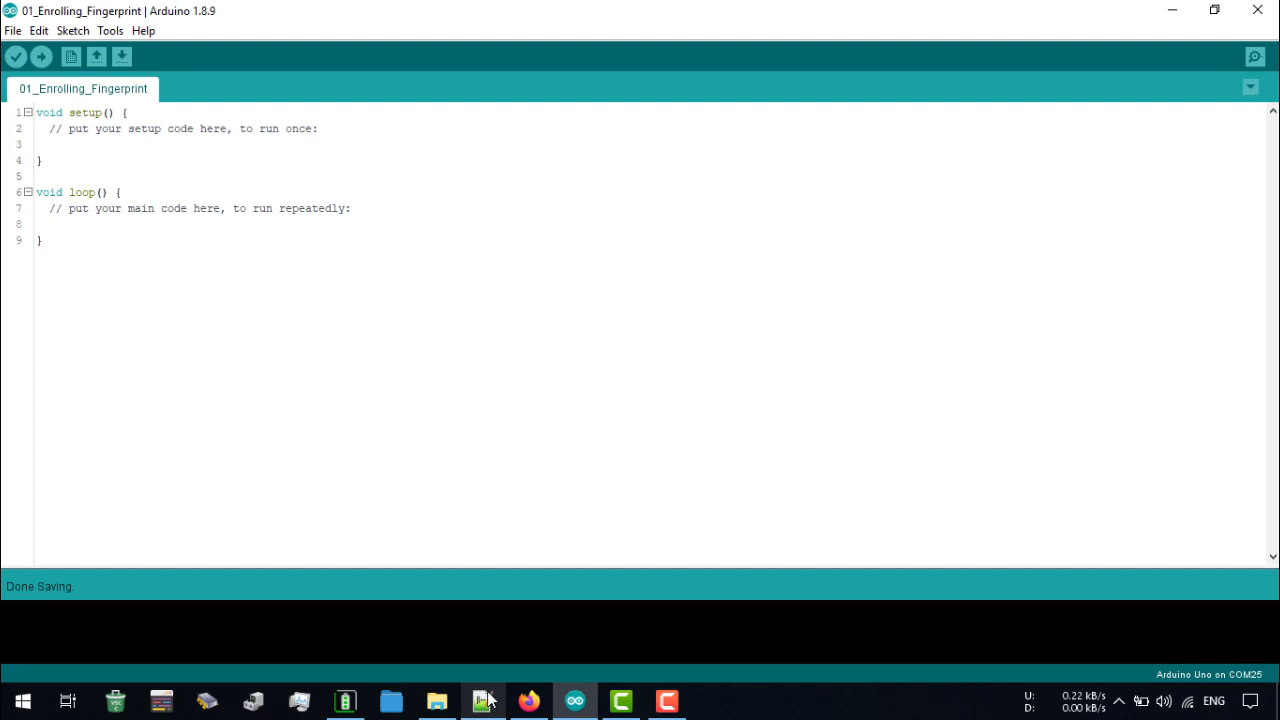 01_Enrolling_Fingerprint | Arduino 1.8.9
File Edit Sketch Tools Help
01_Enrolling_Fingerprint
1 void setup() {
2 // put your setup code here, to run once:
3
4 }
5
6 void loop() {
7 // put your main code here, to run repeatedly:
8
9 }
Done Saving.
Arduino Uno on COM25
U: 0.22 kB/s
D: 0.00 kB/s
ENG